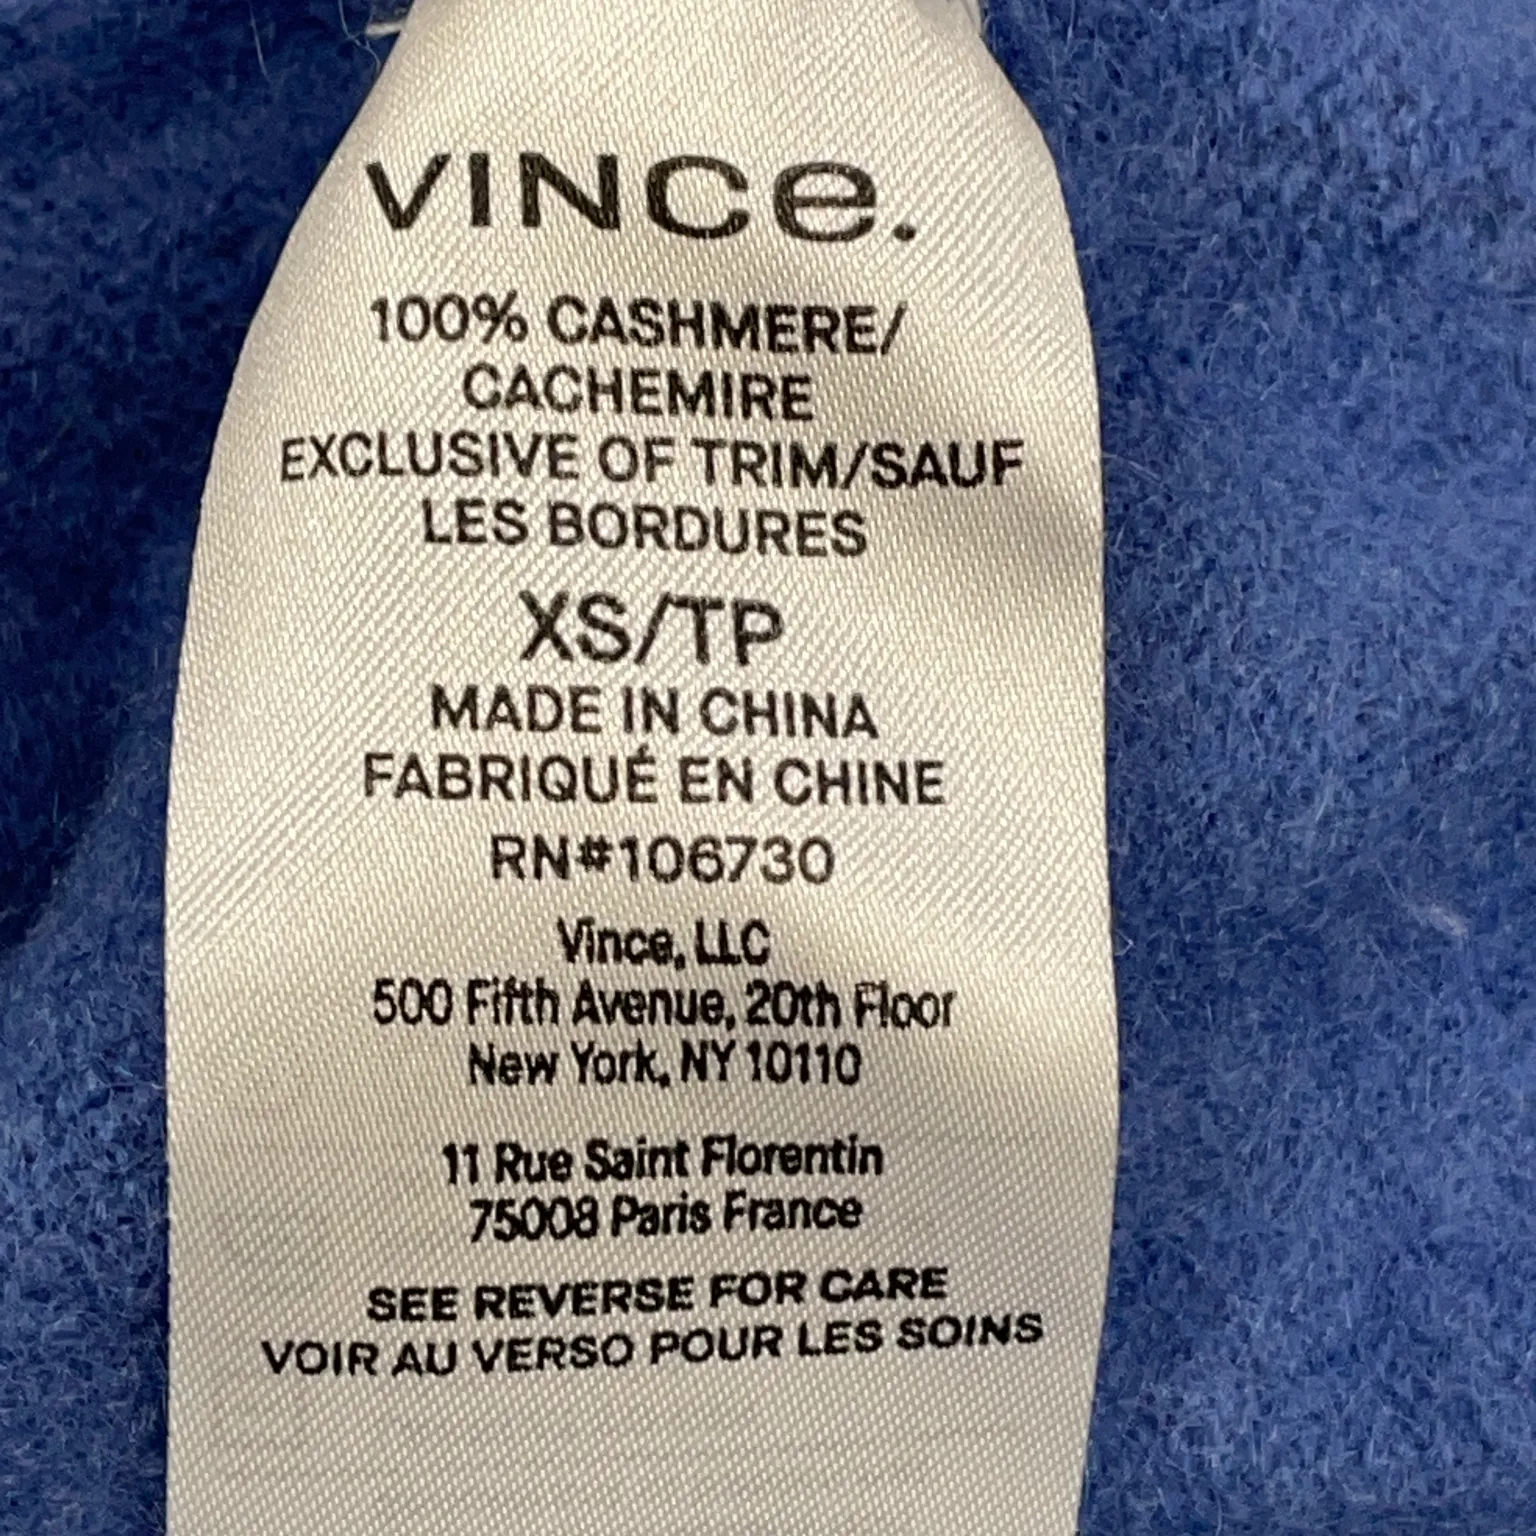 VINCe.
100% CASHMERE/
CACHEMIRE
EXCLUSIVE OF TRIM/SAUF
LES BORDURES
XS/TP
MADE IN CHINA
FABRIQUÉ EN CHINE
RN#106730
Vince, LLC
500 Fifth Avenue, 20th Floor
New York, NY 10110
11 Rue Saint Florentin
75008 Paris France
SEE REVERSE FOR CARE
VOIR AU VERSO POUR LES SOINS